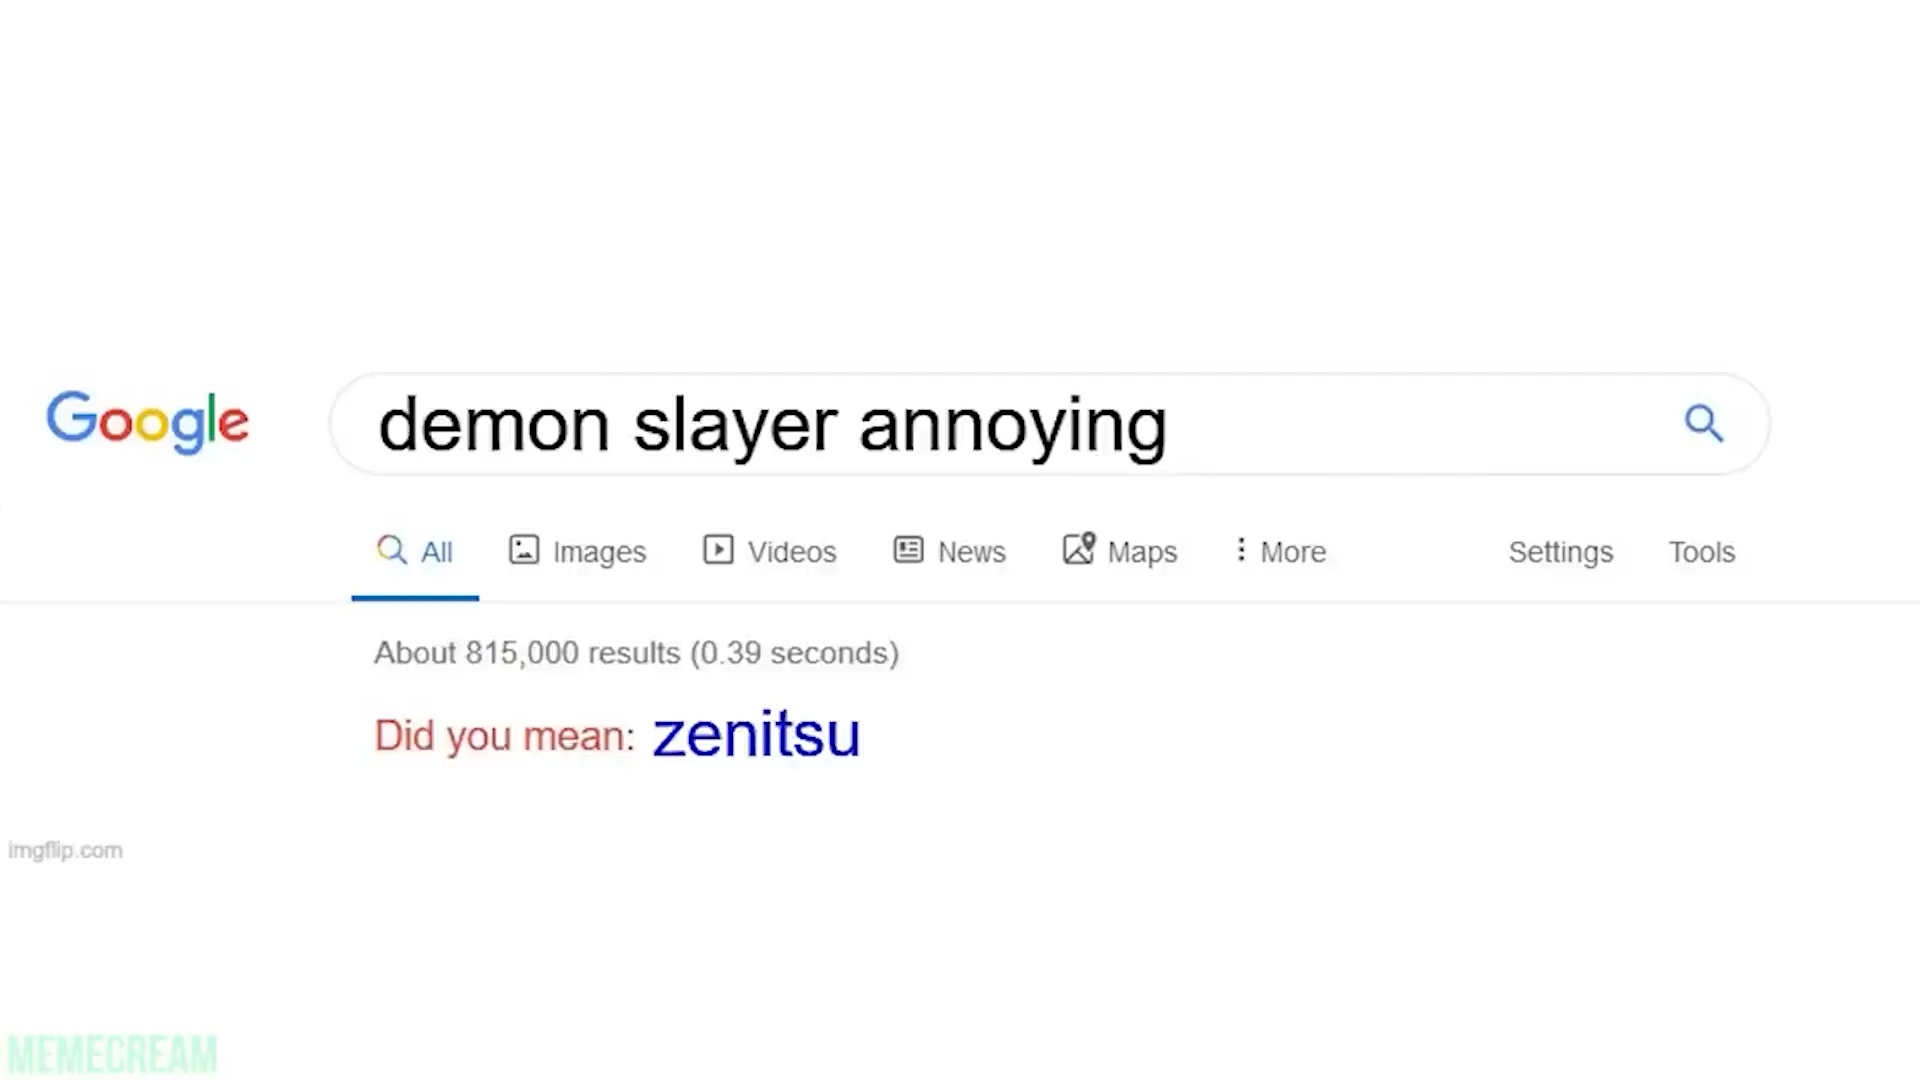 Google demon slayer annoying
All Images Videos News Maps More Settings Tools
About 815,000 results (0.39 seconds)
Did you mean: zenitsu
imgflip.com
MEMECREAM